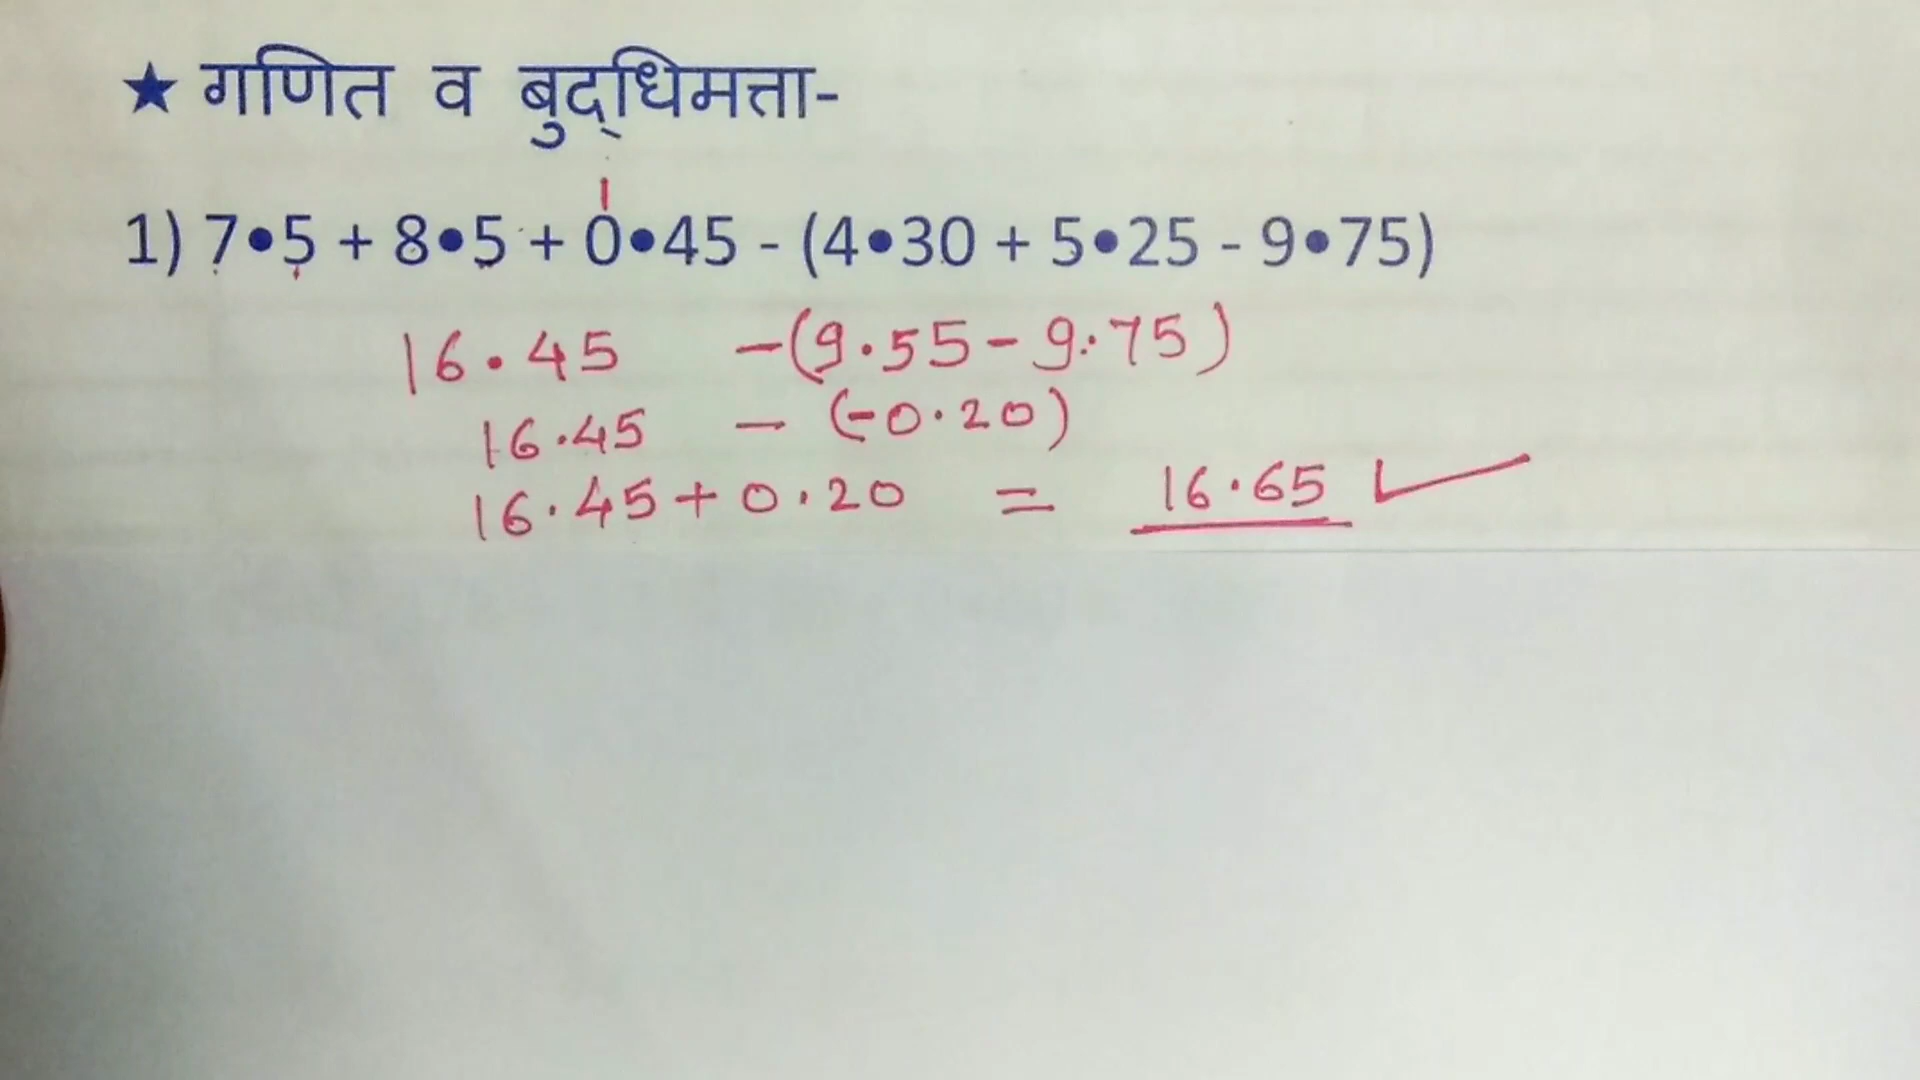 ★ गणित व बुद्‌धिमत्ता-
1
1) 7•5 + 8•5 + 0•45 - (4•30 + 5•25 - 9•75)
16.45 -(9.55-9.75)
16.45 - (-0.20)
16.45+0.20 = 16.65 ✓